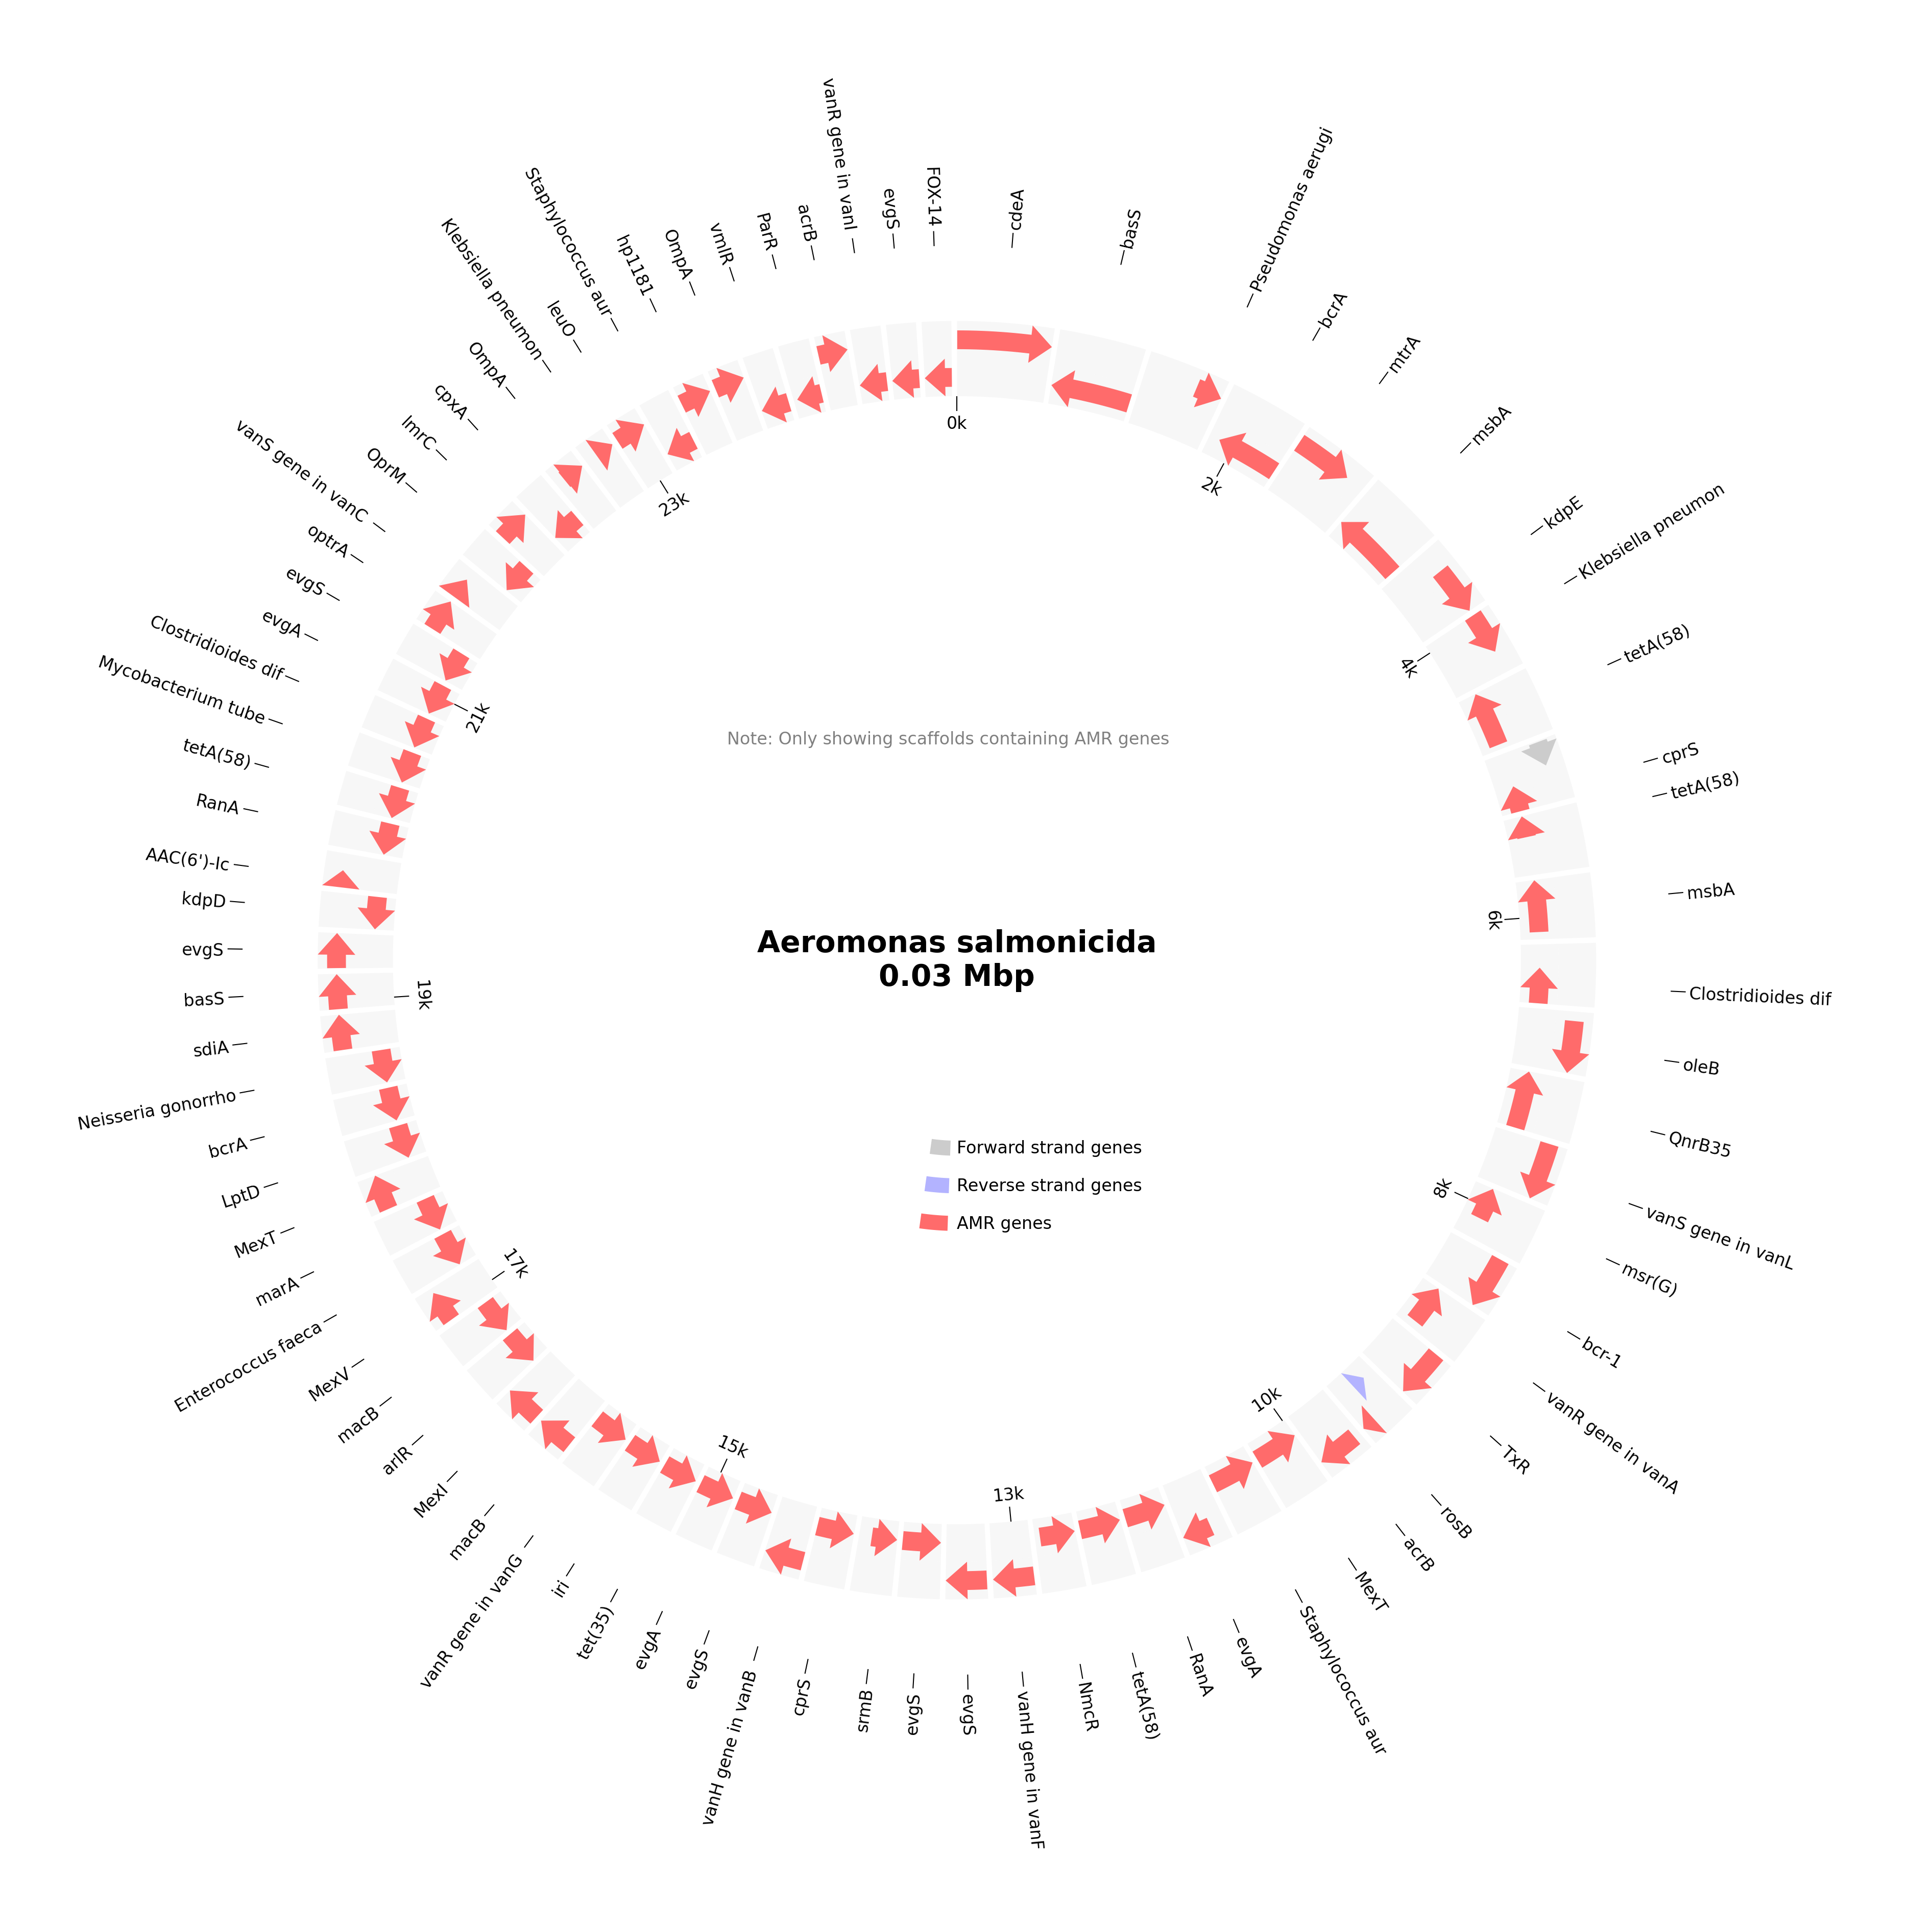 cdeA
basS
Pseudomonas aerugi
bcrA
mtrA
msbA
kdpE
Klebsiella pneumon
tetA(58)
cprS
tetA(58)
msbA
Clostridioides dif
oleB
QnrB35
vanS gene in vanL
msr(G)
bcr-1
vanR gene in vanA
TxR
rosB
acrB
MexT
Staphylococcus aur
evgA
RanA
tetA(58)
NmcR
vanH gene in vanF
evgS
evgS
srmB
cprS
vanH gene in vanB
evgS
evgA
tet(35)
iri
vanR gene in vanG
macB
MexI
arlR
macB
MexV
Enterococcus faeca
marA
MexT
LptD
bcrA
Neisseria gonorrho
sdiA
basS
evgS
kdpD
AAC(6')-Ic
RanA
tetA(58)
Mycobacterium tube
Clostridioides dif
evgA
evgS
optrA
vanS gene in vanC
OprM
lmrC
cpxA
OmpA
Klebsiella pneumon
leuO
Staphylococcus aur
hp1181
OmpA
vmlR
ParR
acrB
vanR gene in vanI
evgS
FOX-14
0k
2k
4k
6k
8k
10k
13k
15k
17k
19k
21k
23k
Note: Only showing scaffolds containing AMR genes
Aeromonas salmonicida
0.03 Mbp
Forward strand genes
Reverse strand genes
AMR genes